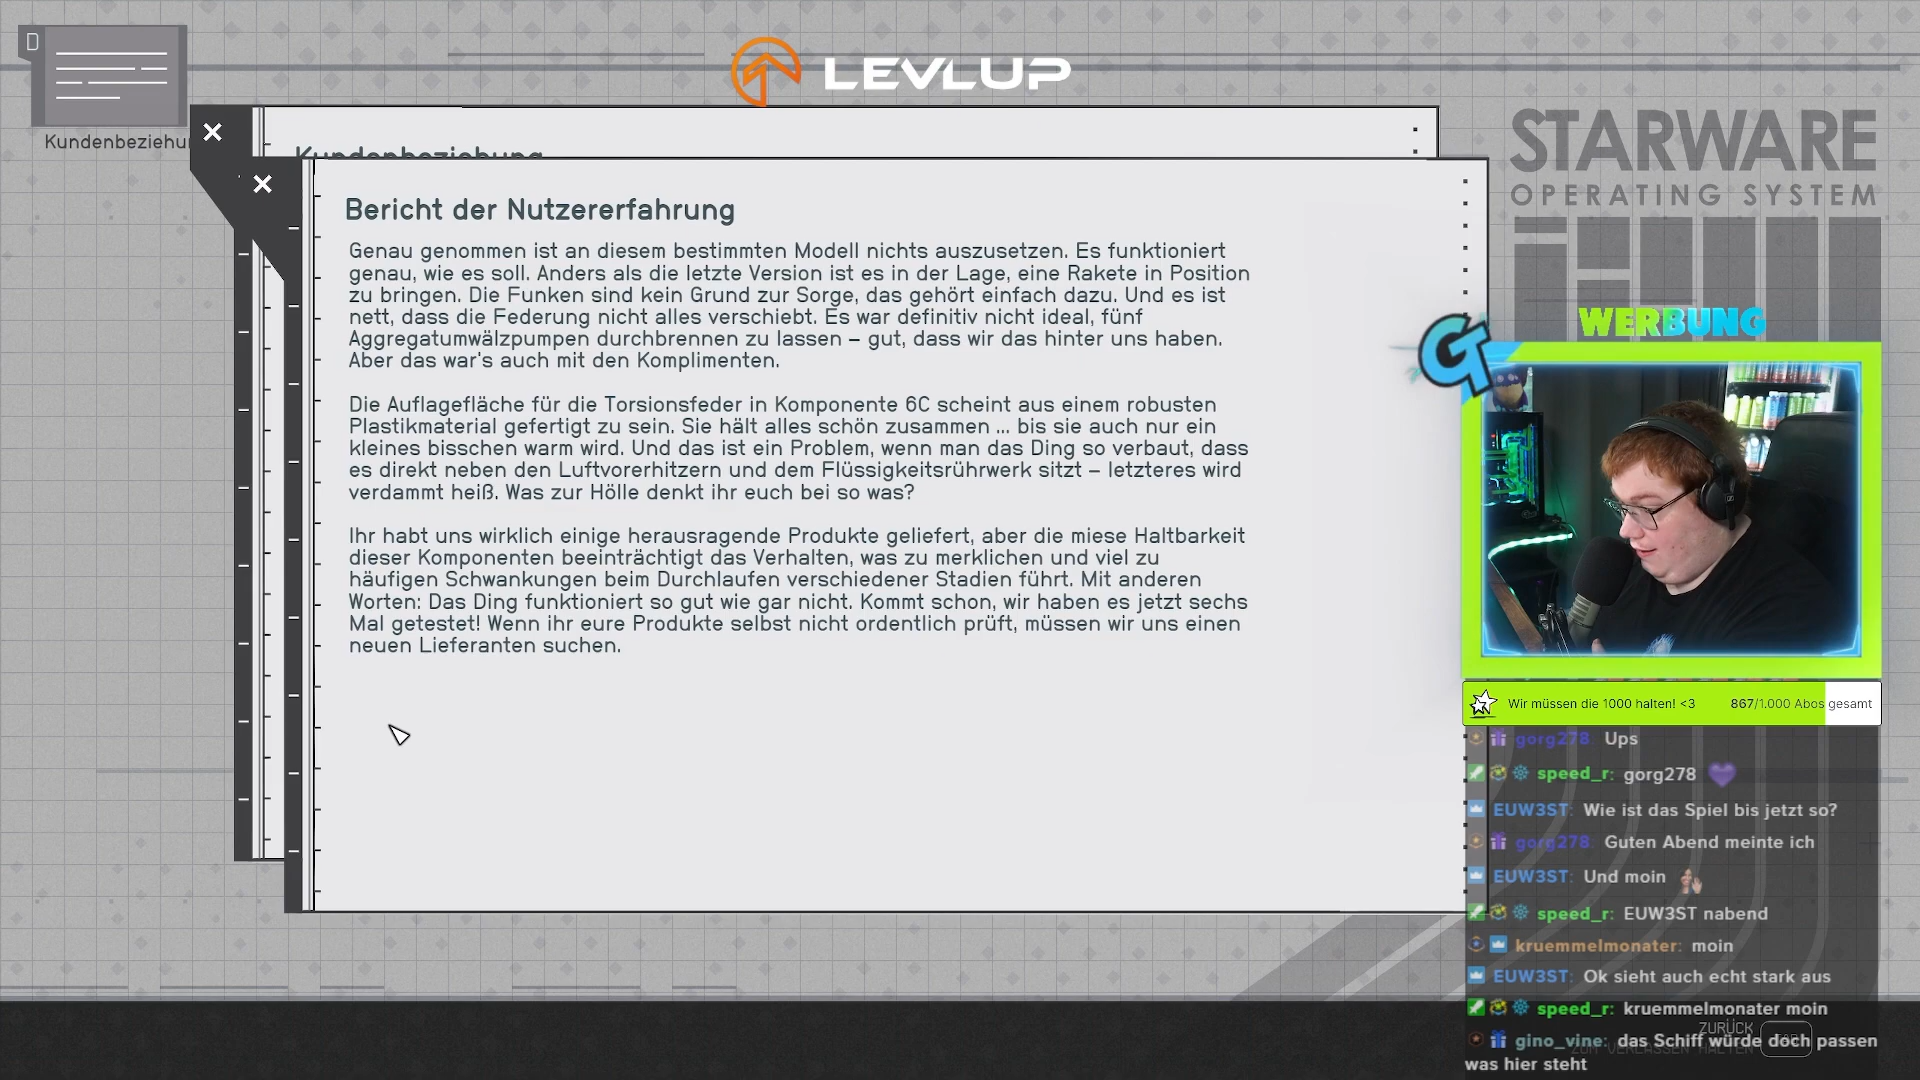 D
Kundenbeziehu
LEVLUP
STARWARE
OPERATING SYSTEM
Kundenbeziehung
Bericht der Nutzererfahrung
Genau genommen ist an diesem bestimmten Modell nichts auszusetzen. Es funktioniert
genau, wie es soll. Anders als die letzte Version ist es in der Lage, eine Rakete in Position
zu bringen. Die Funken sind kein Grund zur Sorge, das gehört einfach dazu. Und es ist
nett, dass die Federung nicht alles verschiebt. Es war definitiv nicht ideal, fünf
Aggregatumwälzpumpen durchbrennen zu lassen – gut, dass wir das hinter uns haben.
Aber das war's auch mit den Komplimenten.
Die Auflagefläche für die Torsionsfeder in Komponente 6C scheint aus einem robusten
Plastikmaterial gefertigt zu sein. Sie hält alles schön zusammen ... bis sie auch nur ein
kleines bisschen warm wird. Und das ist ein Problem, wenn man das Ding so verbaut, dass
es direkt neben den Luftvorerhitzern und dem Flüssigkeitsrührwerk sitzt – letzteres wird
verdammt heiß. Was zur Hölle denkt ihr euch bei so was?
Ihr habt uns wirklich einige herausragende Produkte geliefert, aber die miese Haltbarkeit
dieser Komponenten beeinträchtigt das Verhalten, was zu merklichen und viel zu
häufigen Schwankungen beim Durchlaufen verschiedener Stadien führt. Mit anderen
Worten: Das Ding funktioniert so gut wie gar nicht. Kommt schon, wir haben es jetzt sechs
Mal getestet! Wenn ihr eure Produkte selbst nicht ordentlich prüft, müssen wir uns einen
neuen Lieferanten suchen.
WERBUNG
G
Wir müssen die 1000 halten! <3 867/1.000 Abos gesamt
gorg278: Ups
speed_r: gorg278
EUW3ST: Wie ist das Spiel bis jetzt so?
gorg278: Guten Abend meinte ich
EUW3ST: Und moin
speed_r: EUW3ST nabend
kruemmelmonater: moin
EUW3ST: Ok sieht auch echt stark aus
speed_r: kruemmelmonater moin
ZURÜCK
gino_vine: das Schiff würde doch passen
was hier steht